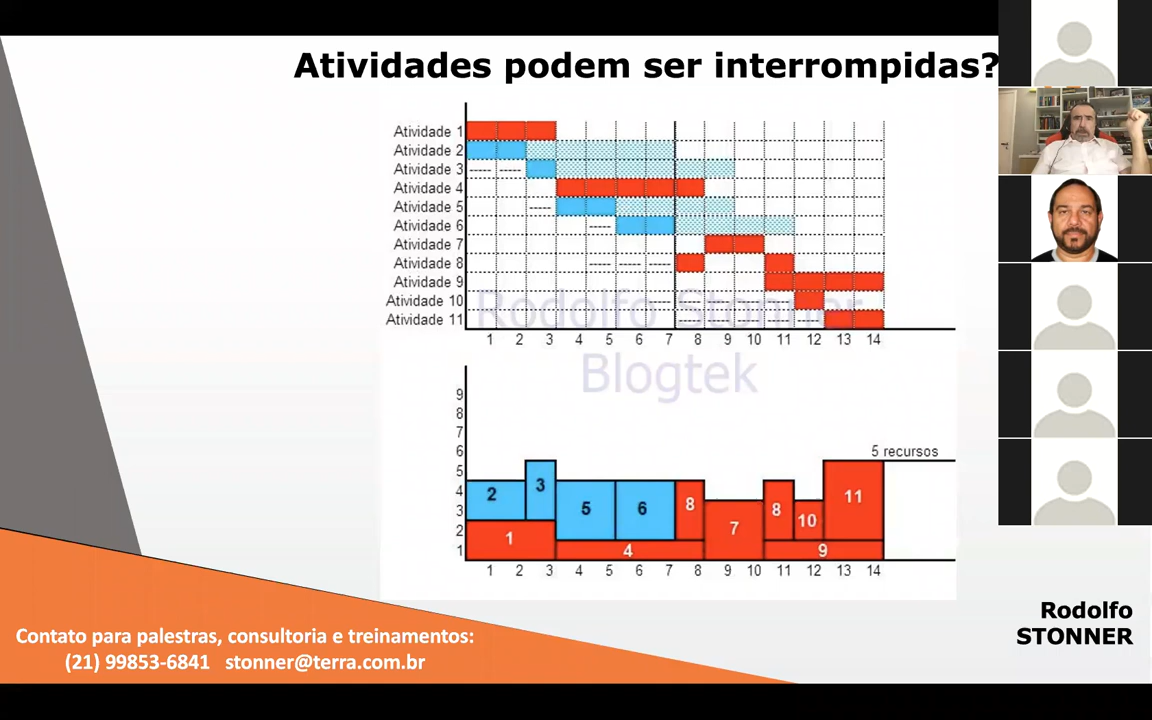 Atividades podem ser interrompidas?
Atividade 1
Atividade 2
Atividade 3
Atividade 4
Atividade 5
Atividade 6
Atividade 7
Atividade 8
Atividade 9
Atividade 10
Atividade 11
1 2 3 4 5 6 7 8 9 10 11 12 13 14
Rodolfo Stonner
Blogtek
9
8
7
6
5
4
3
2
1
5 recursos
2 3 5 6 8 8 11
1 7 10
4 9
1 2 3 4 5 6 7 8 9 10 11 12 13 14
Rodolfo
STONNER
Contato para palestras, consultoria e treinamentos:
(21) 99853-6841 stonner@terra.com.br